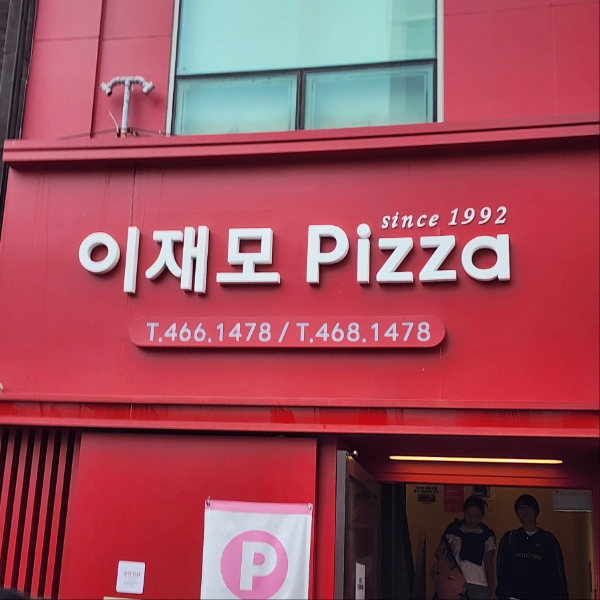 since 1992
이재모 Pizza
T.466.1478 / T.468.1478
P